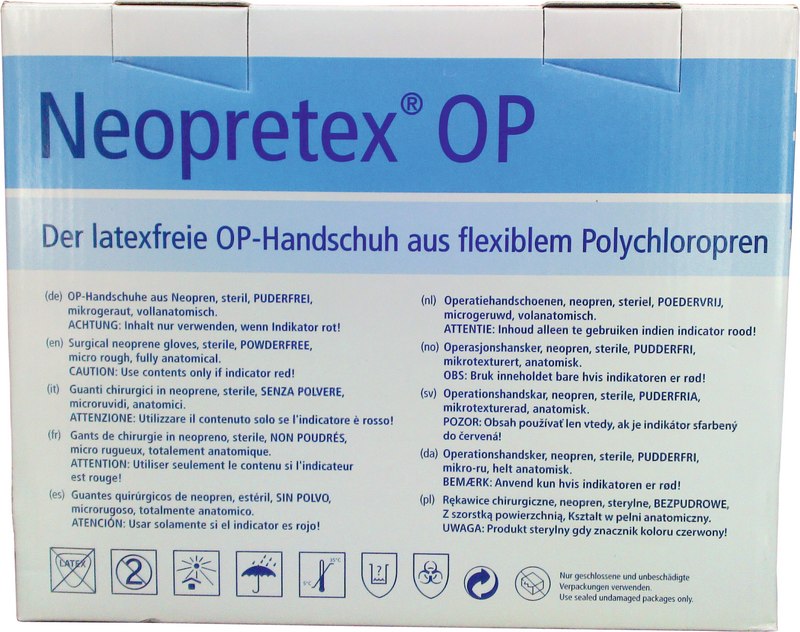 Neopretex® OP
Der latexfreie OP-Handschuh aus flexiblem Polychloropren
(de) OP-Handschuhe aus Neopren, steril, PUDERFREI,
mikrogeraut, vollanatomisch.
ACHTUNG: Inhalt nur verwenden, wenn Indikator rot!
(en) Surgical neoprene gloves, sterile, POWDERFREE,
micro rough, fully anatomical.
CAUTION: Use contents only if indicator red!
(it) Guanti chirurgici in neoprene, sterile, SENZA POLVERE,
microruvidi, anatomici.
ATTENZIONE: Utilizzare il contenuto solo se l'indicatore è rosso!
(fr) Gants de chirurgie in neopreno, sterile, NON POUDRÉS,
micro rugueux, totalement anatomique.
ATTENTION: Utiliser seulement le contenu si l'indicateur
est rouge!
(es) Guantes quirúrgicos de neopren, estéril, SIN POLVO,
microrugoso, totalmente anatomico.
ATENCIÓN: Usar solamente si el indicator es rojo!
(nl) Operatiehandschoenen, neopren, steriel, POEDERVRIJ,
microgeruwd, volanatomisch.
ATTENTIE: Inhoud alleen te gebruiken indien indicator rood!
(no) Operasjonshansker, neopren, sterile, PUDDERFRI,
mikrotexturert, anatomisk.
OBS: Bruk inneholdet bare hvis indikatoren er rød!
(sv) Operationshandskar, neopren, sterile, PUDERFRIA,
mikrotexturerad, anatomisk.
POZOR: Obsah používať len vtedy, ak je indikátor sfarbený
do červená!
(da) Operationshandsker, neopren, sterile, PUDDERFRI,
mikro-ru, helt anatomisk.
BEMÆRK: Anvend kun hvis indikatoren er rød!
(pl) Rękawice chirurgiczne, neopren, sterylne, BEZPUDROWE,
Z szorstką powierzchnią, Ksztalt w pelni anatomiczny.
UWAGA: Produkt sterylny gdy znacznik koloru czerwony!
LATEX
2
5°C
35°C
?
Nur geschlossene und unbeschädigte
Verpackungen verwenden.
Use sealed undamaged packages only.